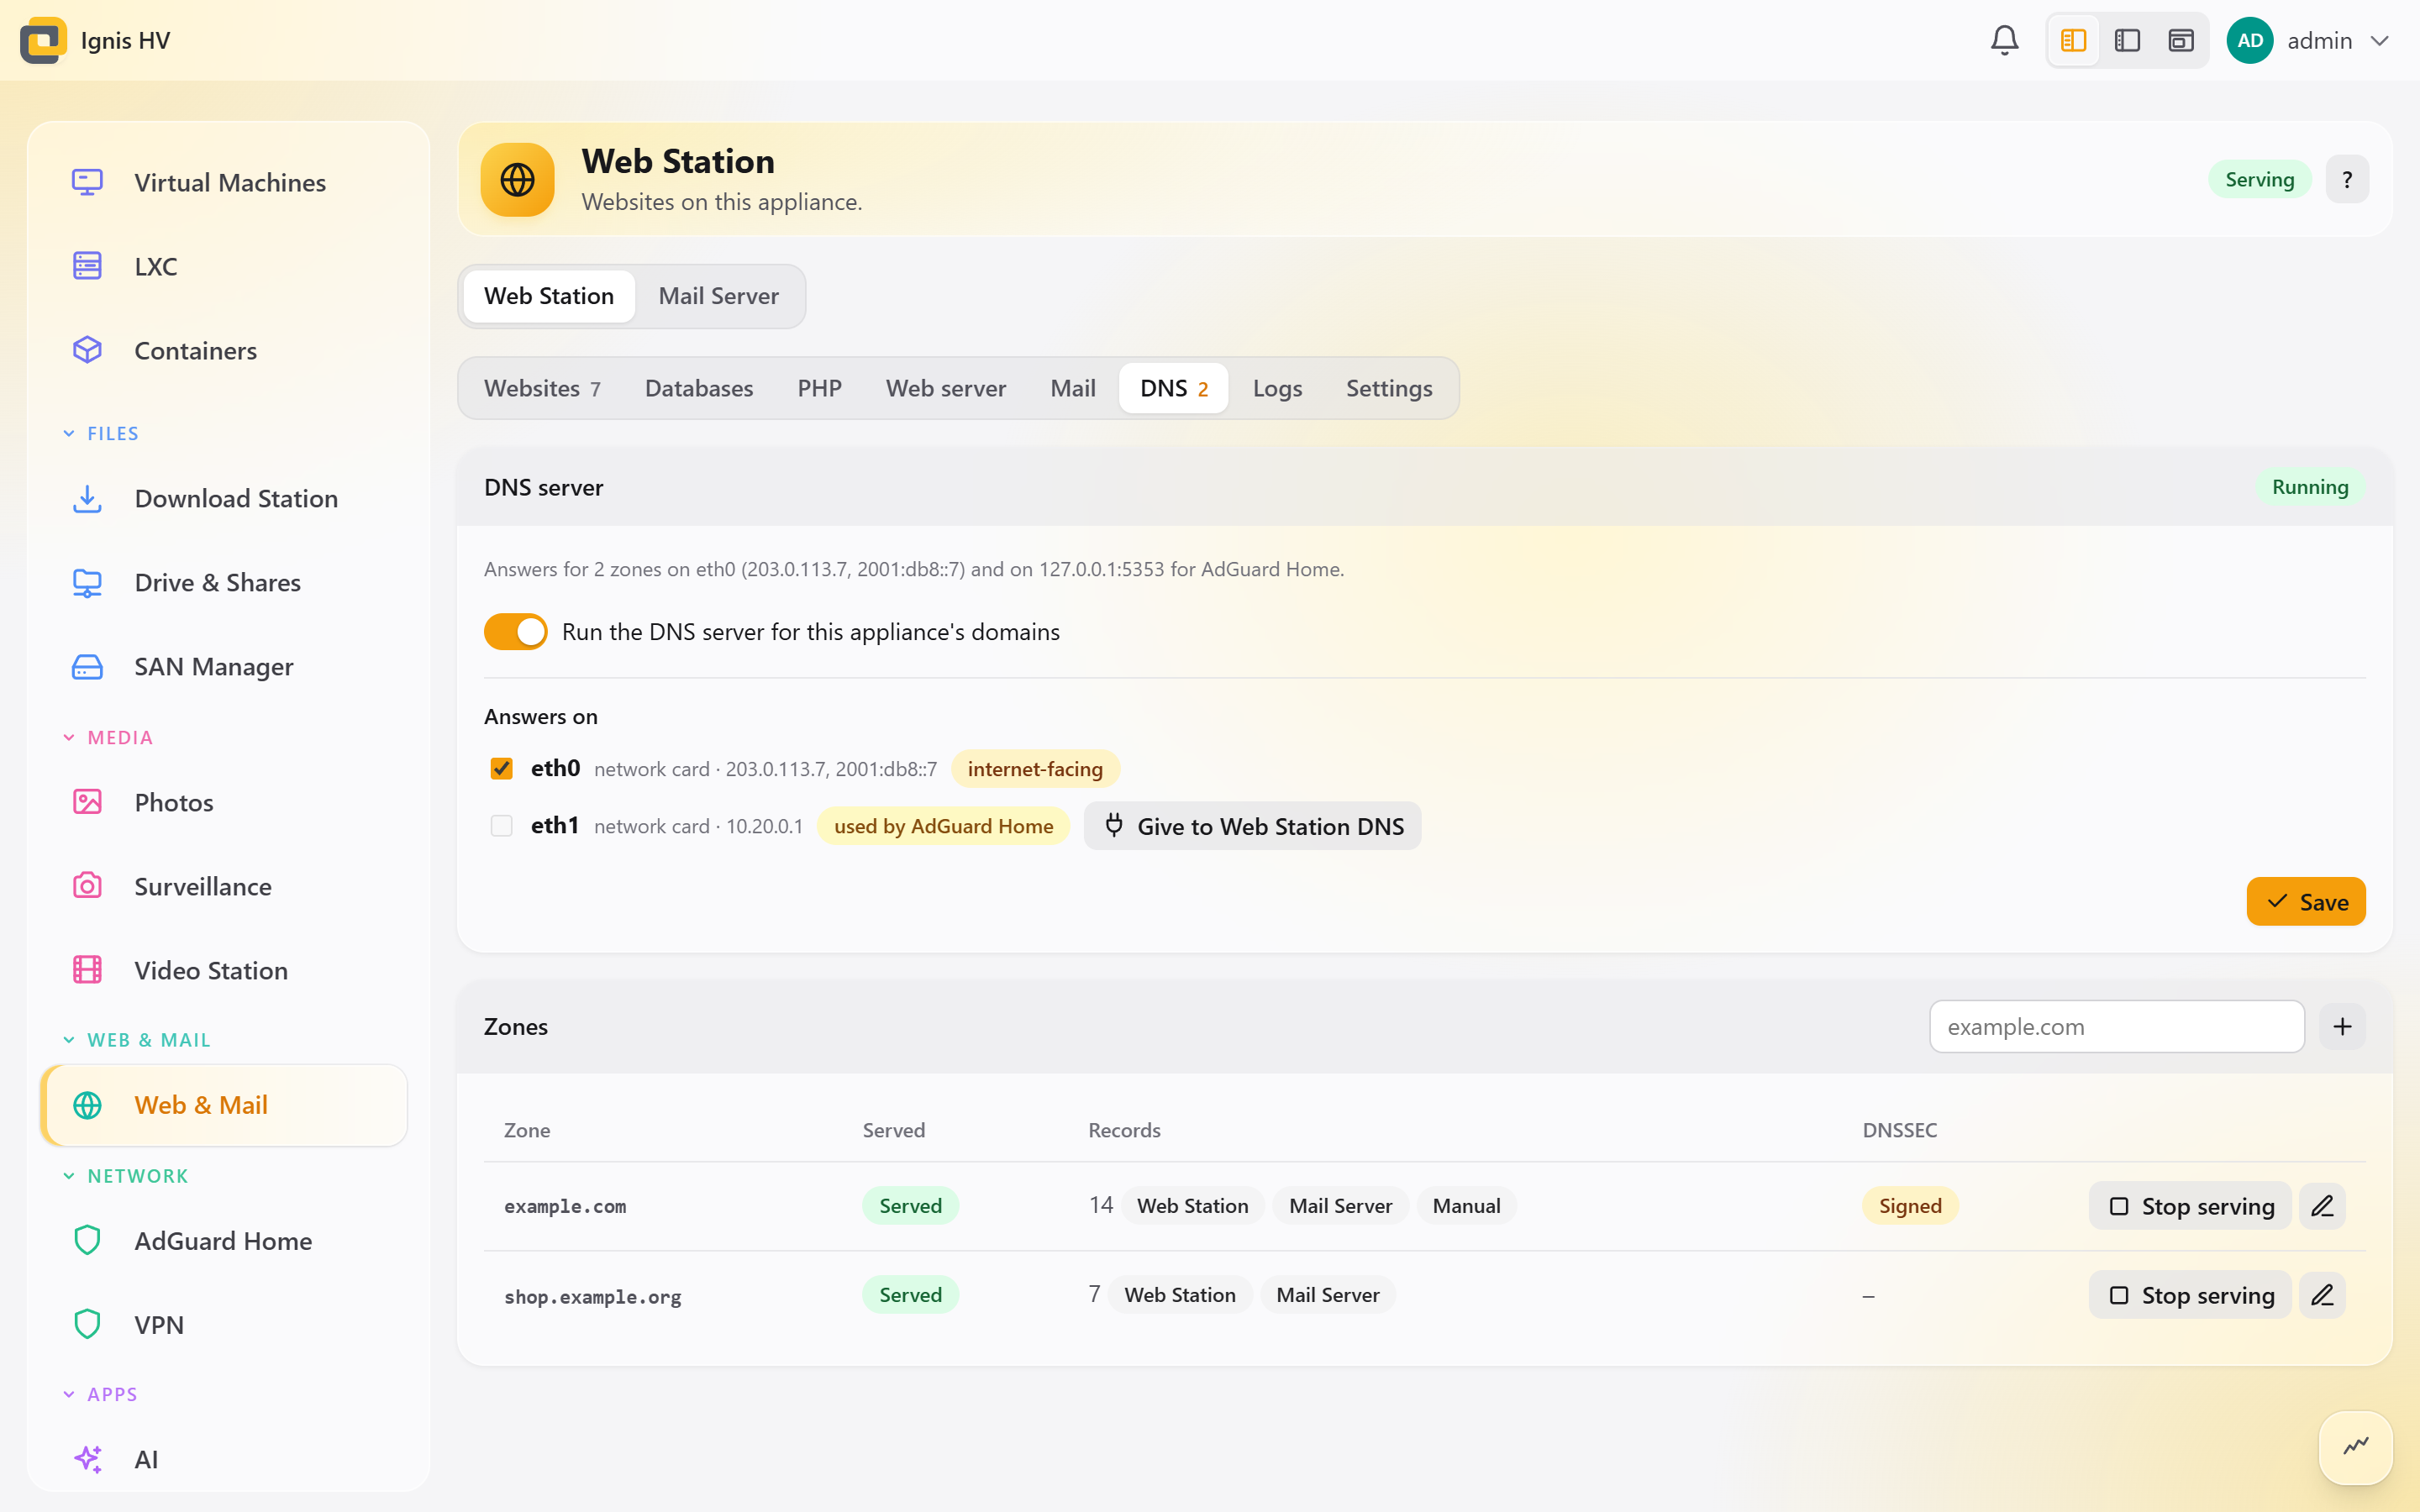 Ignis HV
AD admin
Virtual Machines
LXC
Containers
FILES
Download Station
Drive & Shares
SAN Manager
MEDIA
Photos
Surveillance
Video Station
WEB & MAIL
Web & Mail
NETWORK
AdGuard Home
VPN
APPS
AI
Web Station
Websites on this appliance.
Serving ?
Web Station Mail Server
Websites 7 Databases PHP Web server Mail DNS 2 Logs Settings
DNS server Running
Answers for 2 zones on eth0 (203.0.113.7, 2001:db8::7) and on 127.0.0.1:5353 for AdGuard Home.
Run the DNS server for this appliance's domains
Answers on
eth0 network card · 203.0.113.7, 2001:db8::7 internet-facing
eth1 network card · 10.20.0.1 used by AdGuard Home Give to Web Station DNS
Save
Zones example.com
Zone Served Records DNSSEC
example.com Served 14 Web Station Mail Server Manual Signed Stop serving
shop.example.org Served 7 Web Station Mail Server – Stop serving